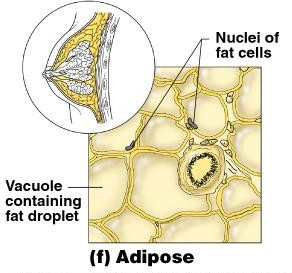 Nuclei of
fat cells
Vacuole
containing
fat droplet
(f) Adipose